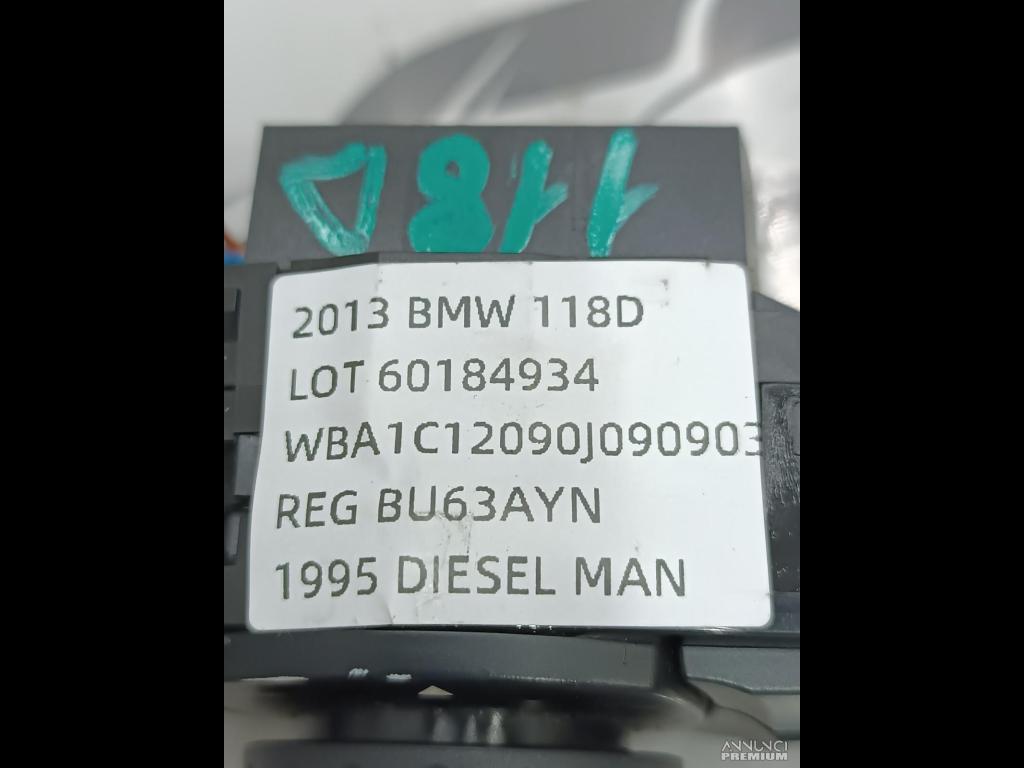 118D
2013 BMW 118D
LOT 60184934
WBA1C12090J090903
REG BU63AYN
1995 DIESEL MAN
ANNUNCI
PREMIUM